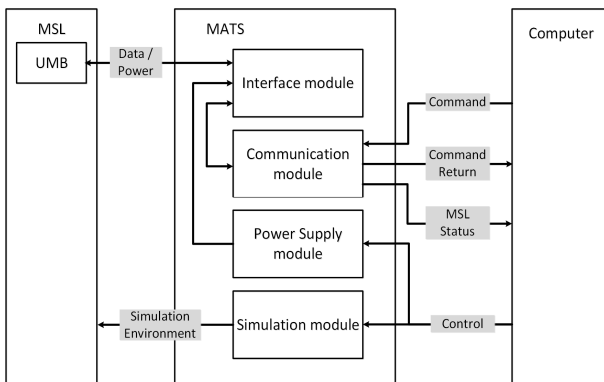 MSL
MATS
Computer
UMB
Data /
Power
Interface module
Command
Communication
module
Command
Return
MSL
Status
Power Supply
module
Simulation
Environment
Simulation module
Control